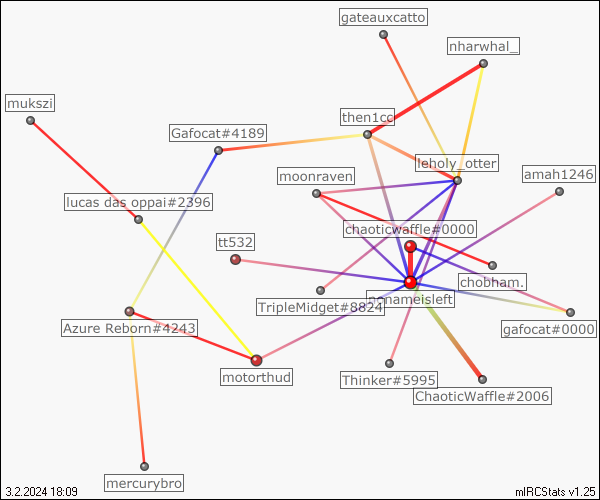 gateauxcatto
nharwhal_
mukszi
then1cc
Gafocat#4189
leholy_otter
moonraven
amah1246
lucas das oppai#2396
chaoticwaffle#0000
tt532
chobham.
nonameisleft
TripleMidget#8824
gafocat#0000
Azure Reborn#4243
motorthud
Thinker#5995
ChaoticWaffle#2006
mercurybro
3.2.2024 18:09
mIRCStats v1.25